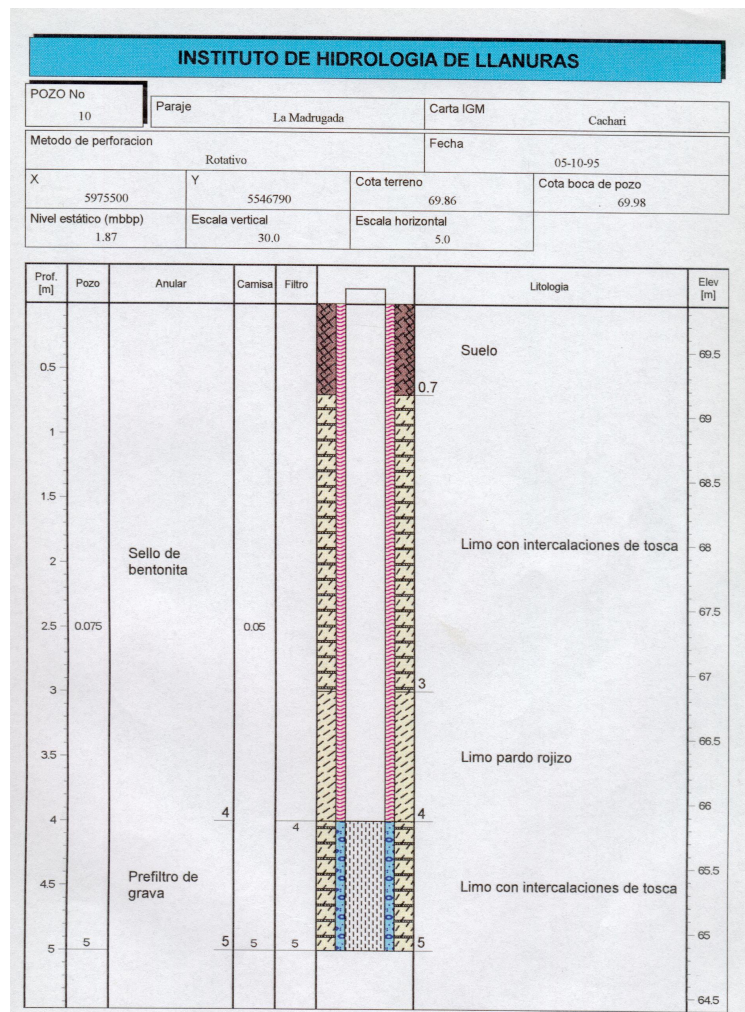 INSTITUTO DE HIDROLOGIA DE LLANURAS
POZO No
10
Paraje
La Madrugada
Carta IGM
Cachari
Metodo de perforacion
Rotativo
Fecha
05-10-95
X
5975500
Y
5546790
Cota terreno
69.86
Cota boca de pozo
69.98
Nivel estático (mbbp)
1.87
Escala vertical
30.0
Escala horizontal
5.0
Prof.
[m]
Pozo
Anular
Camisa
Filtro
Litologia
Elev
[m]
Suelo
69.5
0.5
0.7
69
1
68.5
1.5
Sello de
bentonita
Limo con intercalaciones de tosca
68
2
67.5
2.5
0.075
0.05
67
3
3
66.5
3.5
Limo pardo rojizo
66
4
4
4
4
65.5
4.5
Prefiltro de
grava
Limo con intercalaciones de tosca
65
5
5
5
5
5
5
64.5